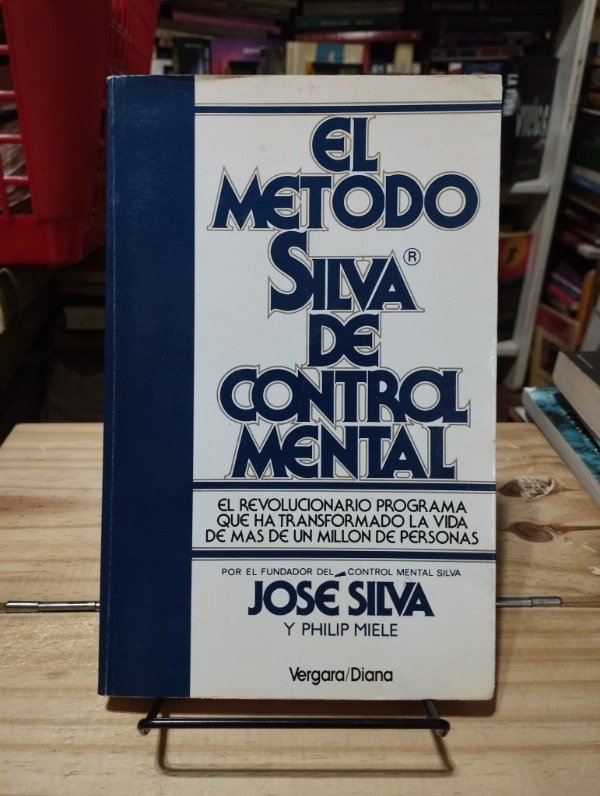 EL
METODO
SILVA®
DE
CONTROL
MENTAL
EL REVOLUCIONARIO PROGRAMA
QUE HA TRANSFORMADO LA VIDA
DE MAS DE UN MILLON DE PERSONAS
POR EL FUNDADOR DEL CONTROL MENTAL SILVA
JOSÉ SILVA
Y PHILIP MIELE
Vergara/Diana